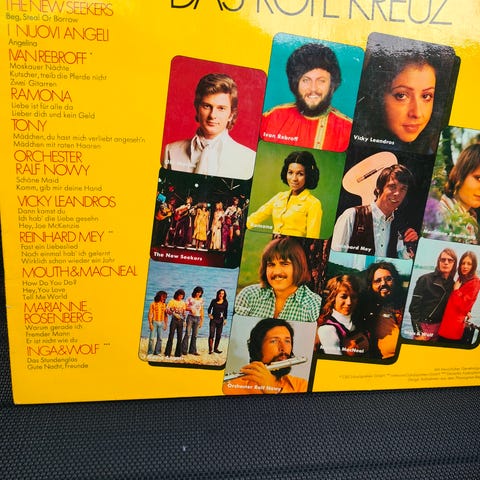 DAS ROTE KREUZ
THE NEW SEEKERS
Beg, Steal Or Borrow
I NUOVI ANGELI
Angelina
IVAN REBROFF *
Moskauer Nächte
Kutscher, treib die Pferde nicht
Zwei Gitarren
RAMONA
Liebe ist für alle da
Lieber dich und kein Geld
TONY
Mädchen, du hast mich verliebt angeseh'n
Mädchen mit roten Haaren
ORCHESTER
RALF NOWY
Schöne Maid
Komm, gib mir deine Hand
VICKY LEANDROS
Dann kamst du
Ich hab' die Liebe gesehn
Hey, Joe McKenzie
REINHARD MEY **
Fast ein Liebeslied
Noch einmal hab' ich gelernt
Wirklich schon wieder ein Jahr
MOUTH & MACNEAL
How Do You Do?
Hey, You Love
Tell Me World
MARIANNE
ROSENBERG
Warum gerade ich
Fremder Mann
Er ist nicht wie du
INGA & WOLF ***
Das Stundenglas
Gute Nacht, Freunde
Ivan Rebroff
Vicky Leandros
Ramona
The New Seekers
Orchester Ralf Nowy